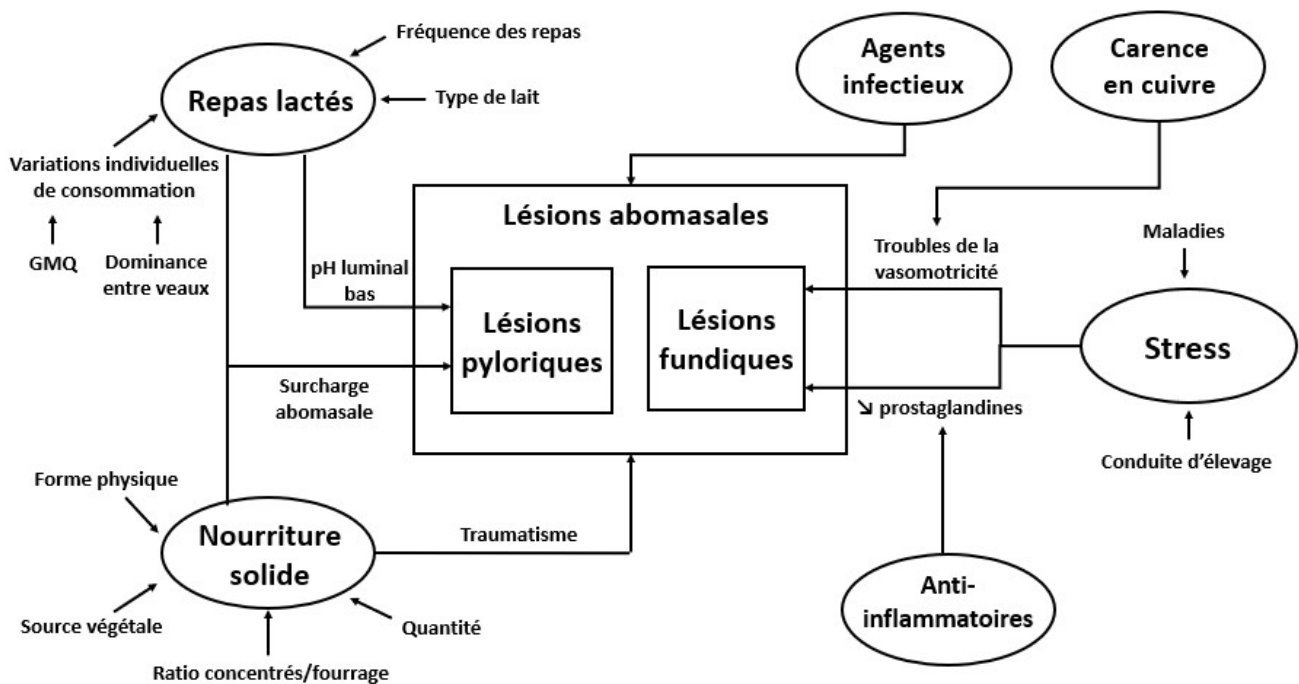 Fréquence des repas
Repas lactés
Type de lait
Variations individuelles
de consommation
GMQ
Dominance
entre veaux
Agents
infectieux
Carence
en cuivre
Lésions abomasales
pH luminal
bas
Lésions
pyloriques
Lésions
fundiques
Troubles de la
vasomotricité
Maladies
Stress
Surcharge
abomasale
↘ prostaglandines
Conduite d’élevage
Forme physique
Nourriture
solide
Traumatisme
Source végétale
Quantité
Ratio concentrés/fourrage
Anti-
inflammatoires